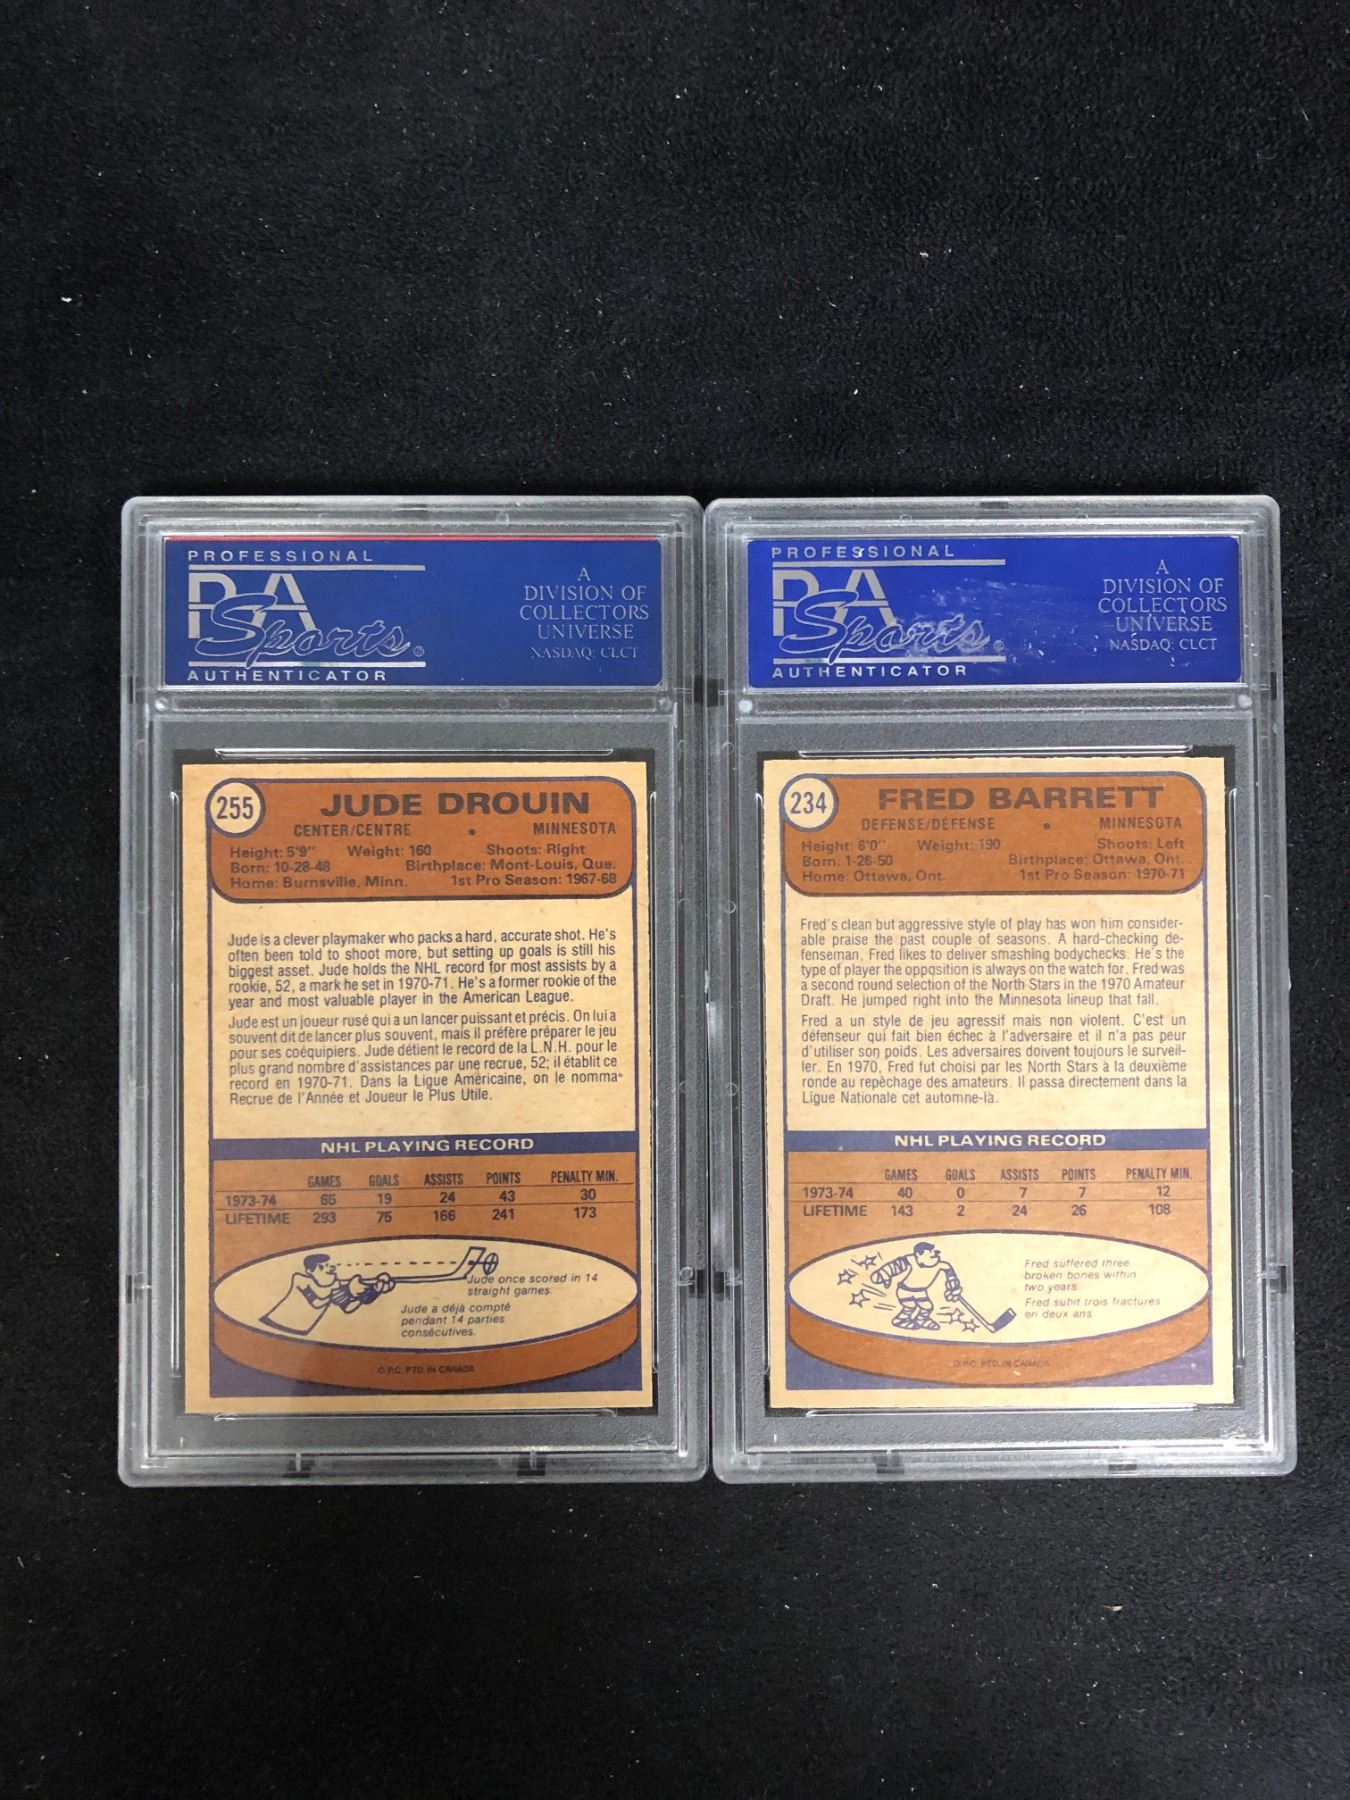 PROFESSIONAL
PSA
Sports®
AUTHENTICATOR
A
DIVISION OF
COLLECTORS
UNIVERSE
NASDAQ: CLCT
255
JUDE DROUIN
CENTER/CENTRE • MINNESOTA
Height: 5'9" Weight: 160 Shoots: Right
Born: 10-28-48 Birthplace: Mont-Louis, Que.
Home: Burnsville, Minn. 1st Pro Season: 1967-68
Jude is a clever playmaker who packs a hard, accurate shot. He's
often been told to shoot more, but setting up goals is still his
biggest asset. Jude holds the NHL record for most assists by a
rookie, 52, a mark he set in 1970-71. He's a former rookie of the
year and most valuable player in the American League.
Jude est un joueur rusé qui a un lancer puissant et précis. On lui a
souvent dit de lancer plus souvent, mais il préfère préparer le jeu
pour ses coéquipiers. Jude détient le record de la L.N.H. pour le
plus grand nombre d'assistances par une recrue, 52; il établit ce
record en 1970-71. Dans la Ligue Américaine, on le nomma
Recrue de l'Année et Joueur le Plus Utile.
NHL PLAYING RECORD
GAMES GOALS ASSISTS POINTS PENALTY MIN.
1973-74 65 19 24 43 30
LIFETIME 293 75 166 241 173
Jude once scored in 14
straight games.
Jude a déjà compté
pendant 14 parties
consécutives.
O.P.C. PTD. IN CANADA
PROFESSIONAL
PSA
Sports®
AUTHENTICATOR
A
DIVISION OF
COLLECTORS
UNIVERSE
NASDAQ: CLCT
234
FRED BARRETT
DEFENSE/DÉFENSE • MINNESOTA
Height: 6'0" Weight: 190 Shoots: Left
Born: 1-26-50 Birthplace: Ottawa, Ont.
Home: Ottawa, Ont. 1st Pro Season: 1970-71
Fred's clean but aggressive style of play has won him consider-
able praise the past couple of seasons. A hard-checking de-
fenseman, Fred likes to deliver smashing bodychecks. He's the
type of player the opposition is always on the watch for. Fred was
a second round selection of the North Stars in the 1970 Amateur
Draft. He jumped right into the Minnesota lineup that fall.
Fred a un style de jeu agressif mais non violent. C'est un
défenseur qui fait bien échec à l'adversaire et il n'a pas peur
d'utiliser son poids. Les adversaires doivent toujours le surveil-
ler. En 1970, Fred fut choisi par les North Stars à la deuxième
ronde au repêchage des amateurs. Il passa directement dans la
Ligue Nationale cet automne-là.
NHL PLAYING RECORD
GAMES GOALS ASSISTS POINTS PENALTY MIN.
1973-74 40 0 7 7 12
LIFETIME 143 2 24 26 108
Fred suffered three
broken bones within
two years.
Fred subit trois fractures
en deux ans.
O.P.C. PTD. IN CANADA